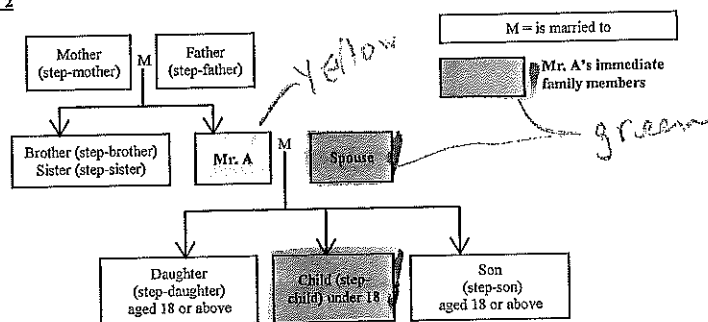 2
Mother
(step-mother)
M
Father
(step-father)
Yellow
M = is married to
Mr. A's immediate
family members
green
Brother (step-brother)
Sister (step-sister)
Mr. A
M
Spouse
Daughter
(step-daughter)
aged 18 or above
Child (step-
child) under 18
Son
(step-son)
aged 18 or above